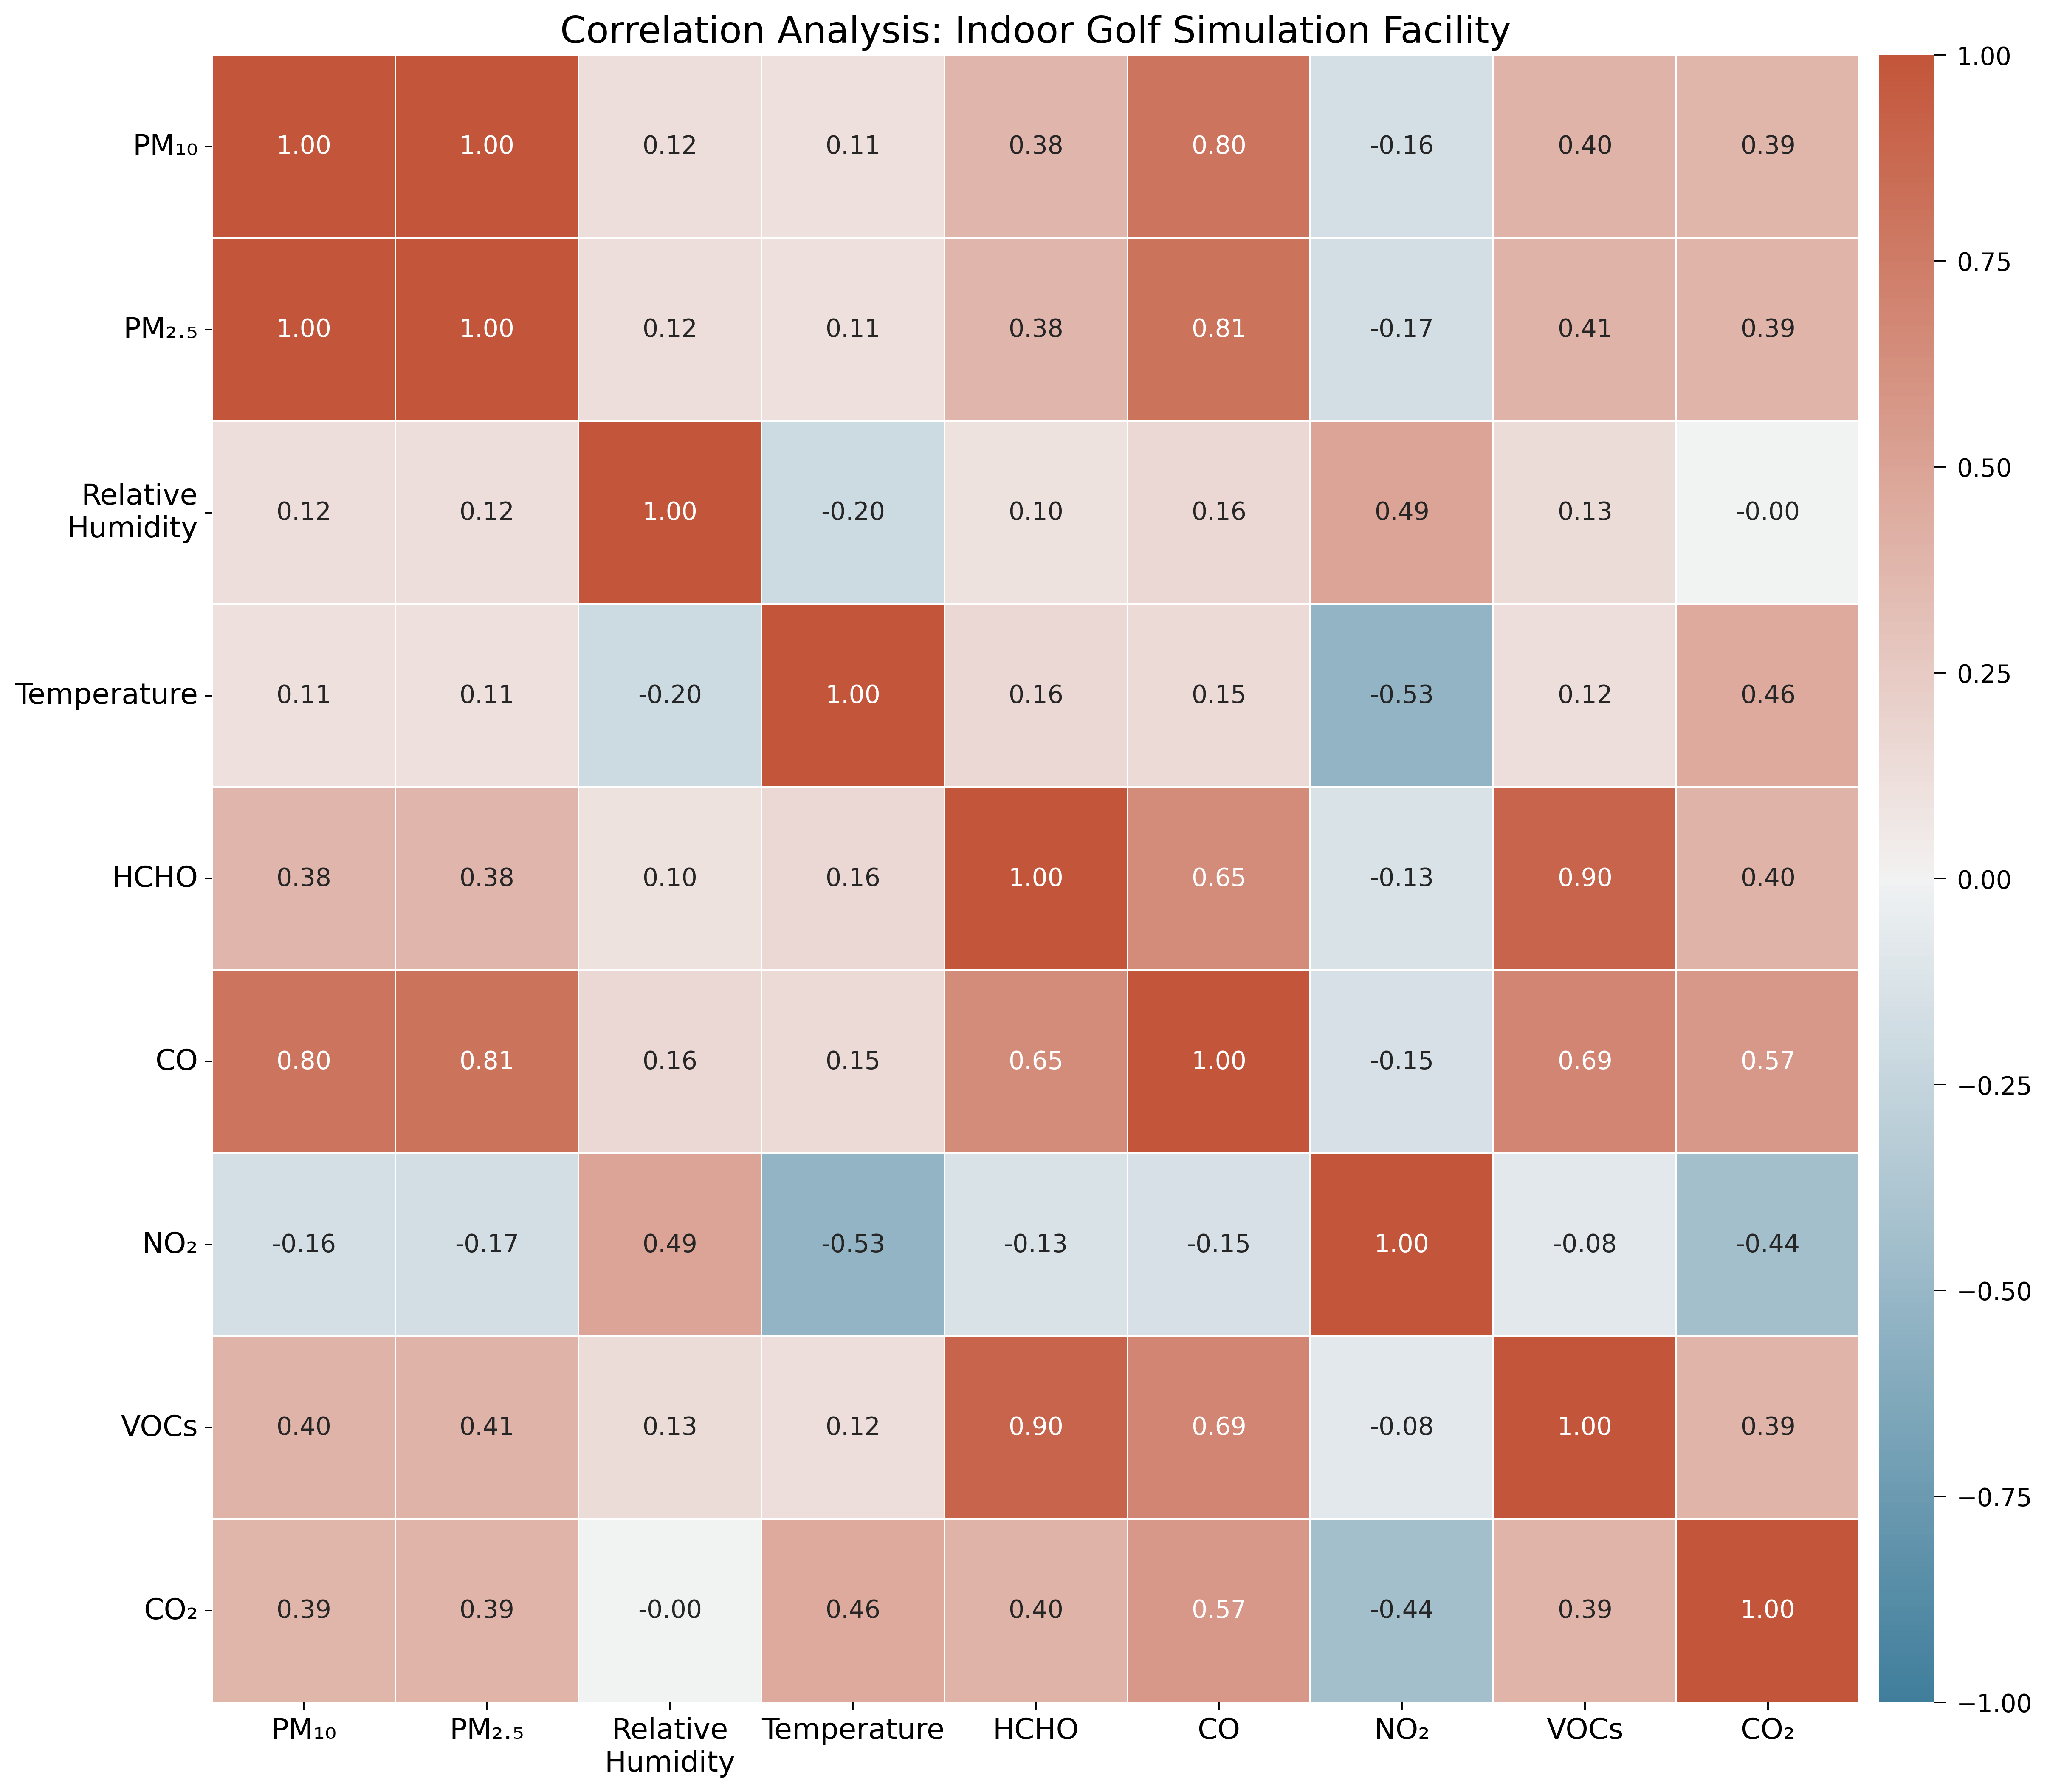 Correlation Analysis: Indoor Golf Simulation Facility
PM₁₀ 1.00 1.00 0.12 0.11 0.38 0.80 -0.16 0.40 0.39
PM₂.₅ 1.00 1.00 0.12 0.11 0.38 0.81 -0.17 0.41 0.39
Relative
Humidity 0.12 0.12 1.00 -0.20 0.10 0.16 0.49 0.13 -0.00
Temperature 0.11 0.11 -0.20 1.00 0.16 0.15 -0.53 0.12 0.46
HCHO 0.38 0.38 0.10 0.16 1.00 0.65 -0.13 0.90 0.40
CO 0.80 0.81 0.16 0.15 0.65 1.00 -0.15 0.69 0.57
NO₂ -0.16 -0.17 0.49 -0.53 -0.13 -0.15 1.00 -0.08 -0.44
VOCs 0.40 0.41 0.13 0.12 0.90 0.69 -0.08 1.00 0.39
CO₂ 0.39 0.39 -0.00 0.46 0.40 0.57 -0.44 0.39 1.00
PM₁₀ PM₂.₅ Relative Temperature HCHO CO NO₂ VOCs CO₂
Humidity
1.00
0.75
0.50
0.25
0.00
−0.25
−0.50
−0.75
−1.00